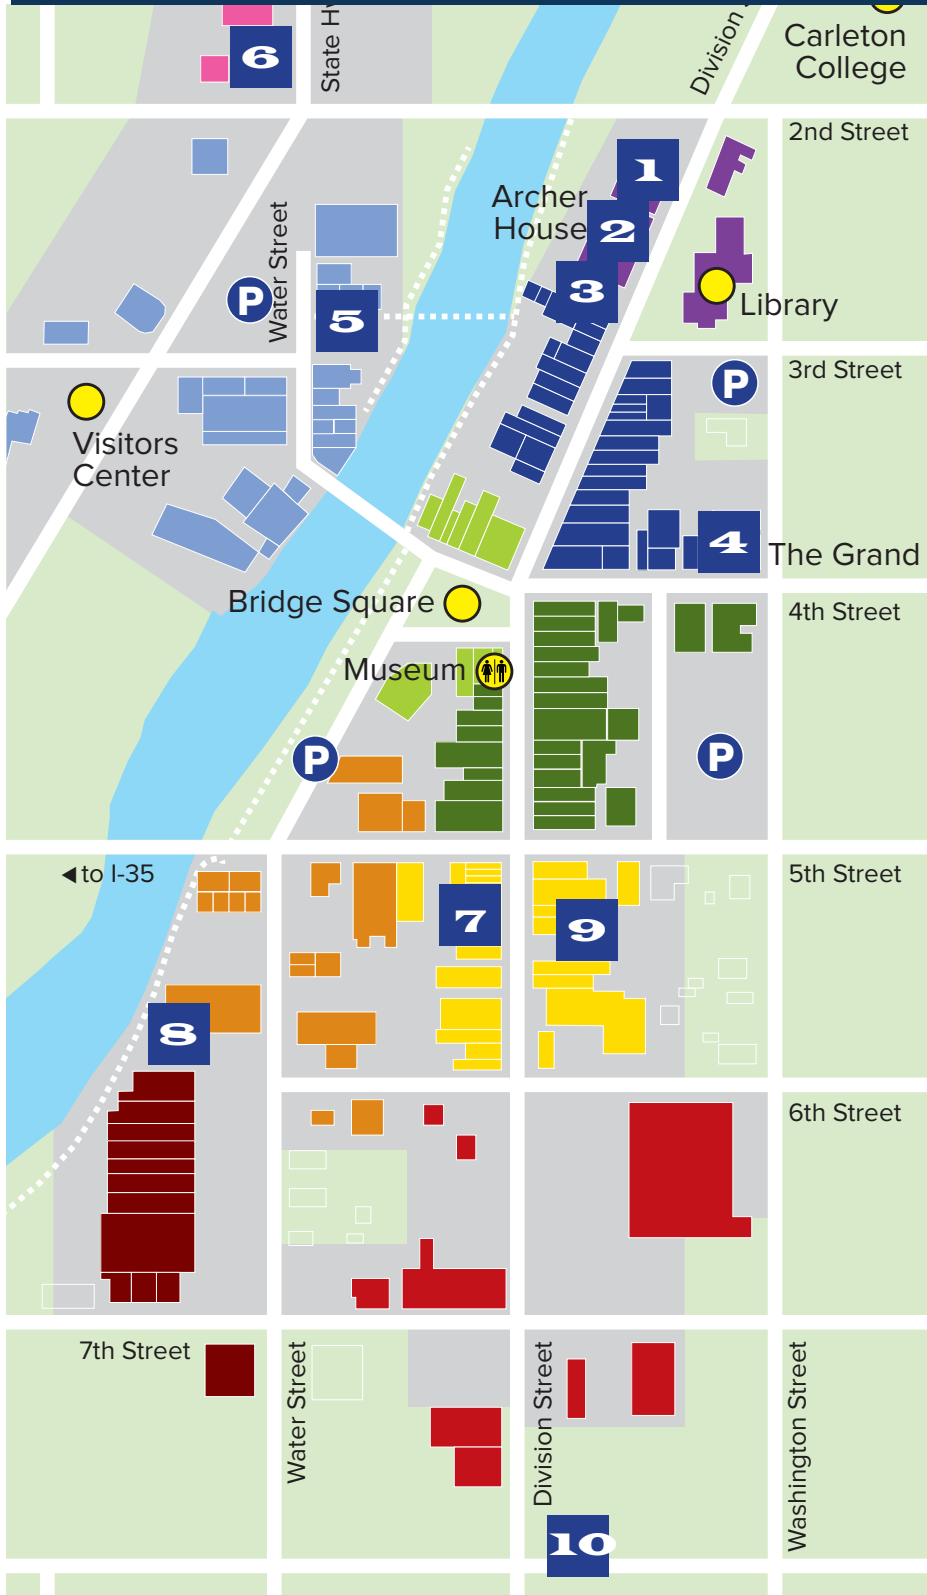 6
State
Division
Carleton
College
2nd Street
1
Archer
House
2
3
Water Street
P
5
Library
3rd Street
P
Visitors
Center
4
The Grand
Bridge Square
4th Street
Museum
P
P
◄ to I-35
5th Street
7
9
8
6th Street
7th Street
Water Street
Division Street
Washington Street
10